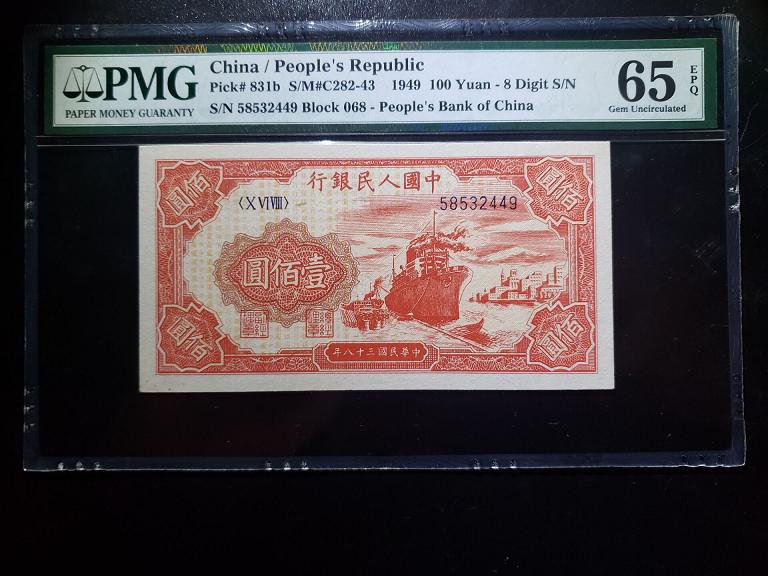 PMG
PAPER MONEY GUARANTY
China / People's Republic
Pick# 831b S/M#C282-43 1949 100 Yuan - 8 Digit S/N
S/N 58532449 Block 068 - People's Bank of China
65 EPQ
Gem Uncirculated
行銀民人國中
圓佰
圓佰
〈X VI VIII〉 58532449
圓佰壹
圓佰
圓佰
年八十三國民華中